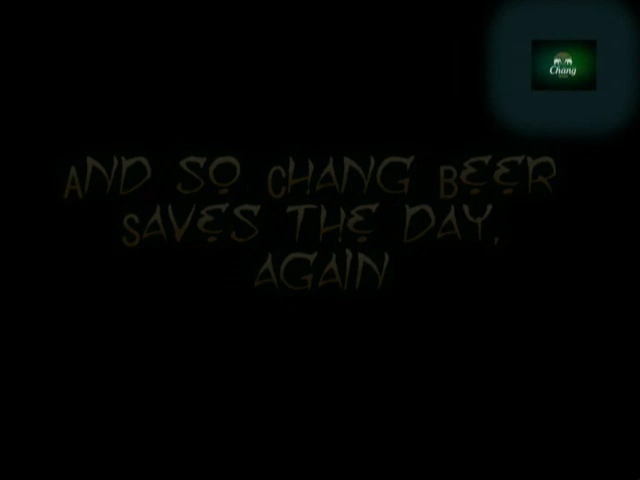 Chang
AND SO CHANG BEER
SAVES THE DAY,
AGAIN